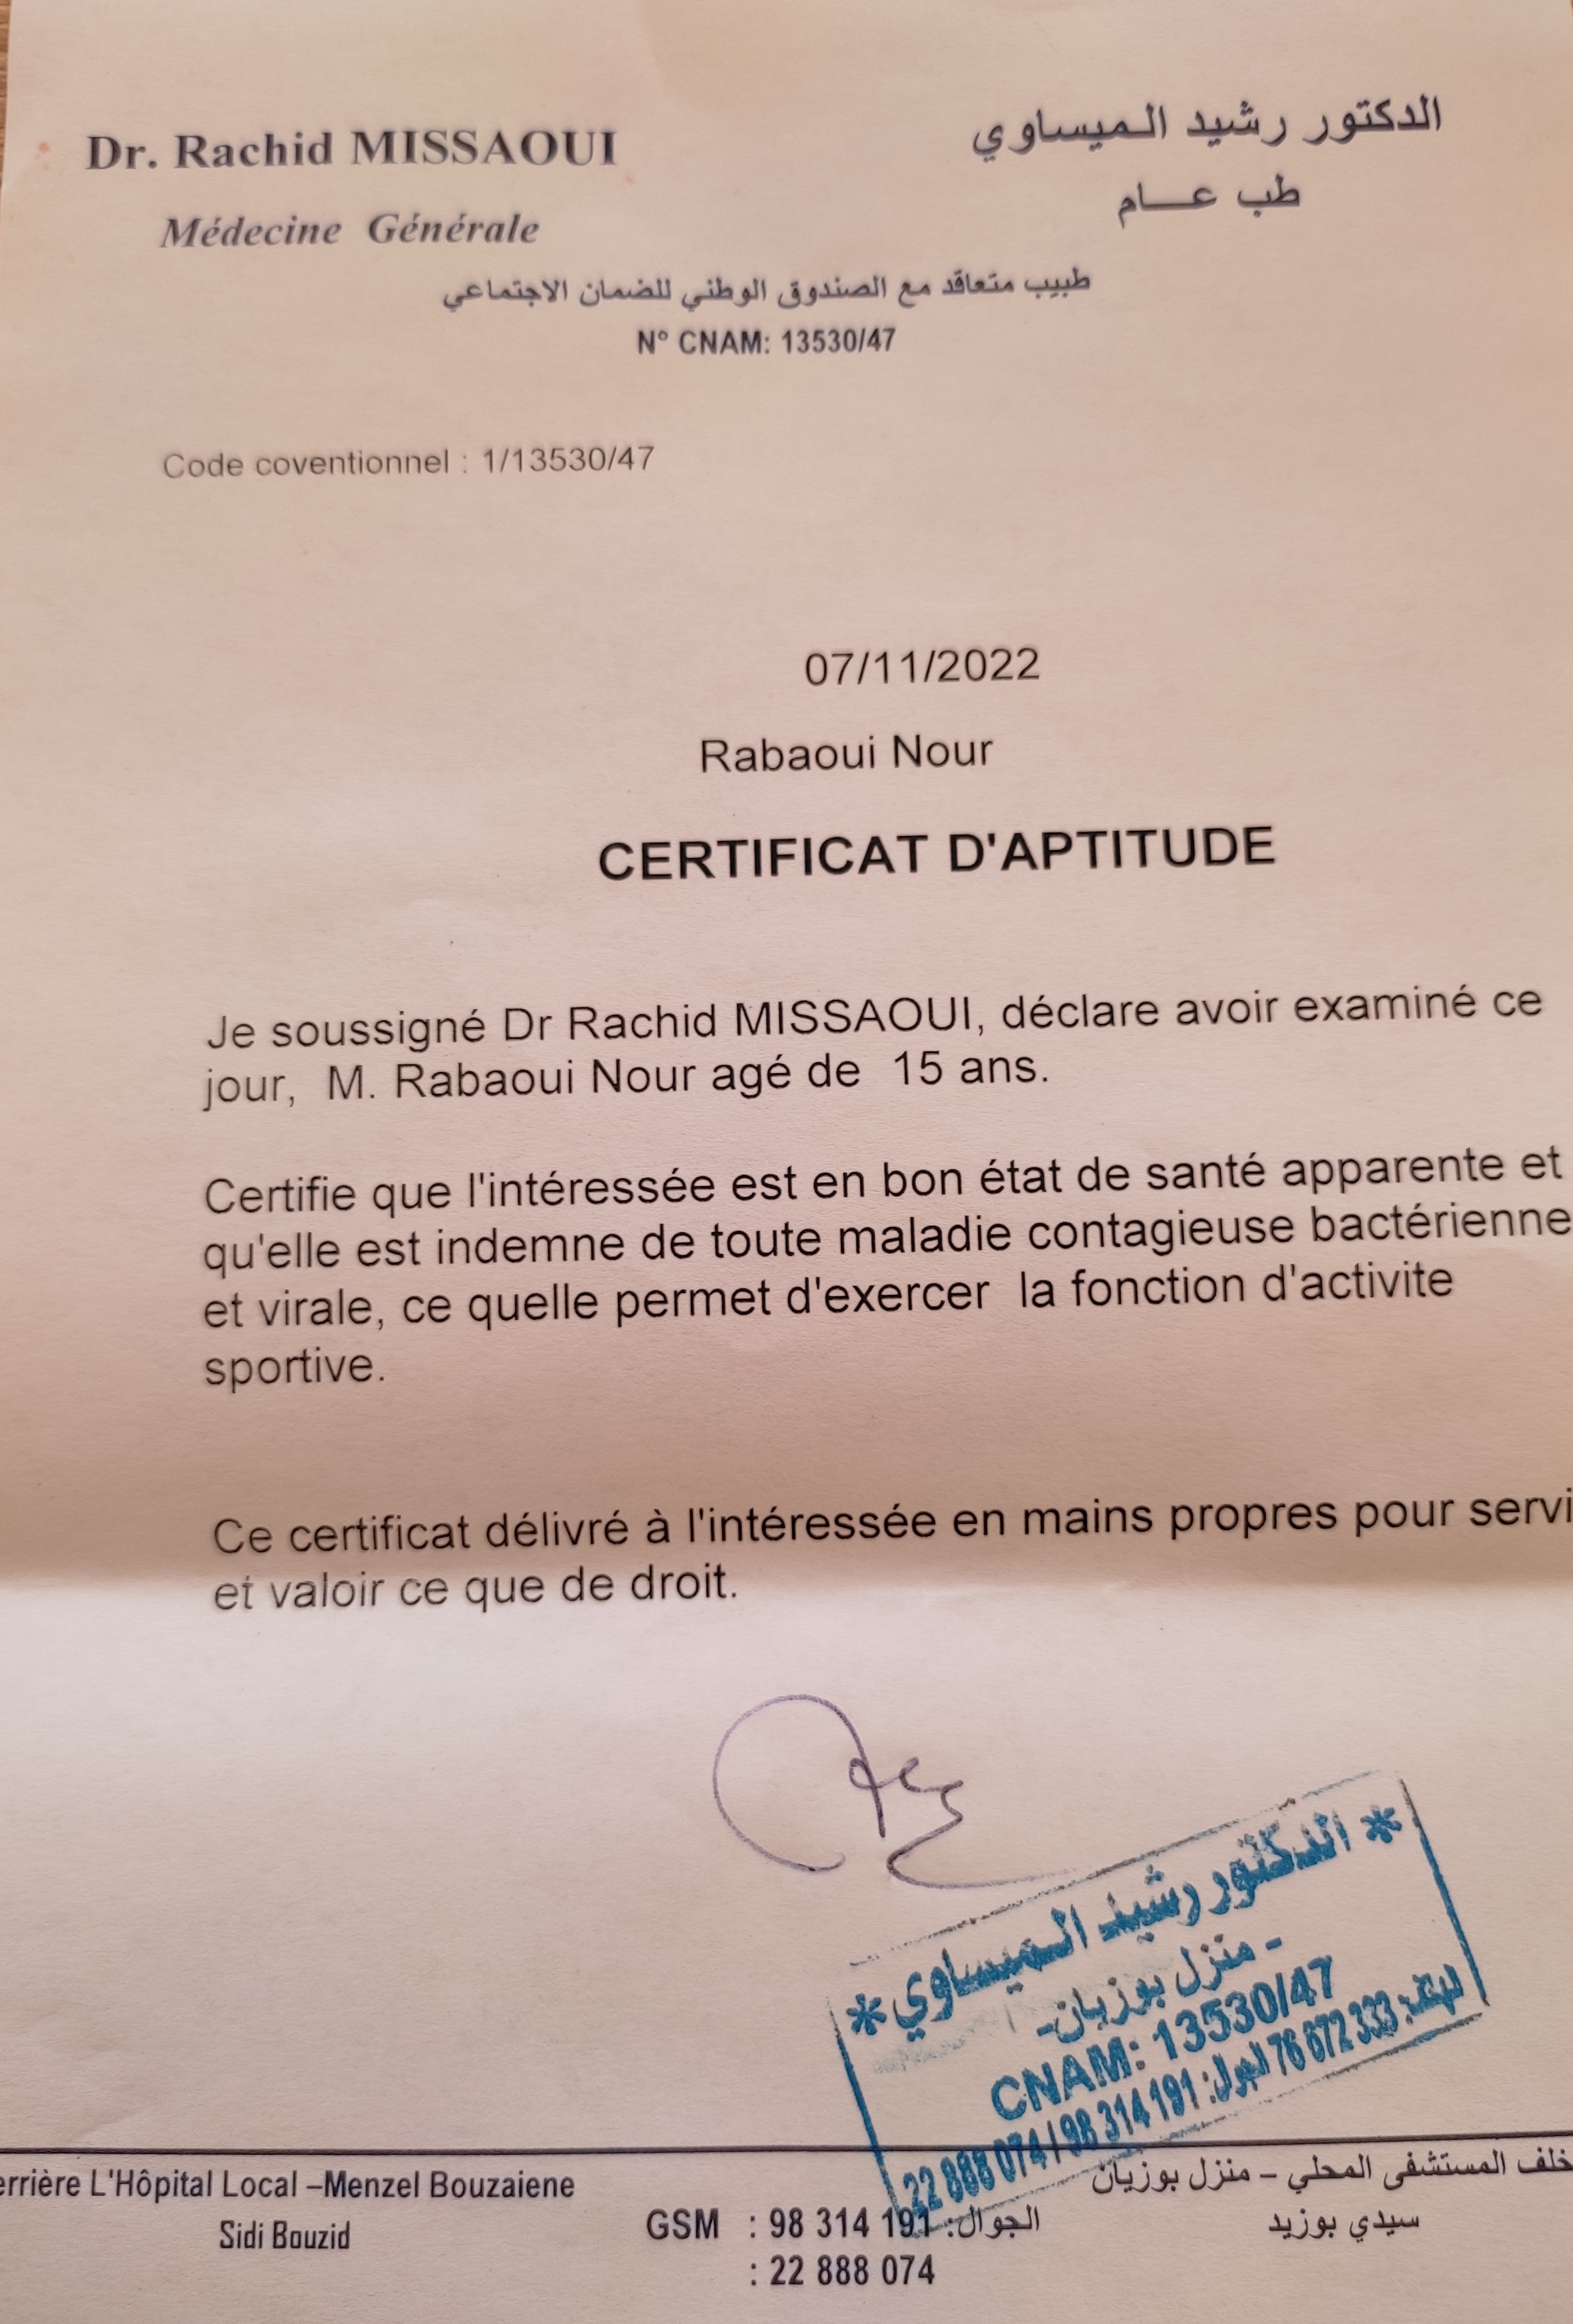 Dr. Rachid MISSAOUI
Médecine Générale
الدكتور رشيد الميساوي
طب عــام
طبيب متعاقد مع الصندوق الوطني للضمان الاجتماعي
N° CNAM: 13530/47
Code coventionnel : 1/13530/47
07/11/2022
Rabaoui Nour
CERTIFICAT D'APTITUDE
Je soussigné Dr Rachid MISSAOUI, déclare avoir examiné ce
jour, M. Rabaoui Nour agé de 15 ans.
Certifie que l'intéressée est en bon état de santé apparente et
qu'elle est indemne de toute maladie contagieuse bactérienne
et virale, ce quelle permet d'exercer la fonction d'activite
sportive.
Ce certificat délivré à l'intéressée en mains propres pour servi
et valoir ce que de droit.
* الدكتور رشيد الميساوي *
- منزل بوزيان-
CNAM: 13530/47
الهاتف: 76 672 333 الجوال: 98 314 191 / 22 888 074
errière L'Hôpital Local –Menzel Bouzaiene
Sidi Bouzid
GSM : 98 314 191 :الجوال
: 22 888 074
خلف المستشفى المحلي – منزل بوزيان
سيدي بوزيد